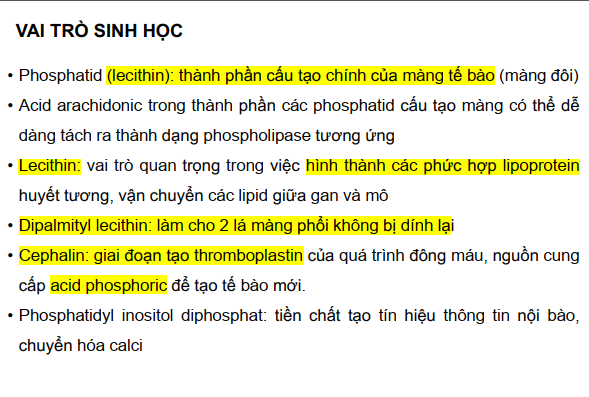 VAI TRÒ SINH HỌC
• Phosphatid (lecithin): thành phần cấu tạo chính của màng tế bào (màng đôi)
• Acid arachidonic trong thành phần các phosphatid cấu tạo màng có thể dễ
dàng tách ra thành dạng phospholipase tương ứng
• Lecithin: vai trò quan trọng trong việc hình thành các phức hợp lipoprotein
huyết tương, vận chuyển các lipid giữa gan và mô
• Dipalmityl lecithin: làm cho 2 lá màng phổi không bị dính lại
• Cephalin: giai đoạn tạo thromboplastin của quá trình đông máu, nguồn cung
cấp acid phosphoric để tạo tế bào mới.
• Phosphatidyl inositol diphosphat: tiền chất tạo tín hiệu thông tin nội bào,
chuyển hóa calci